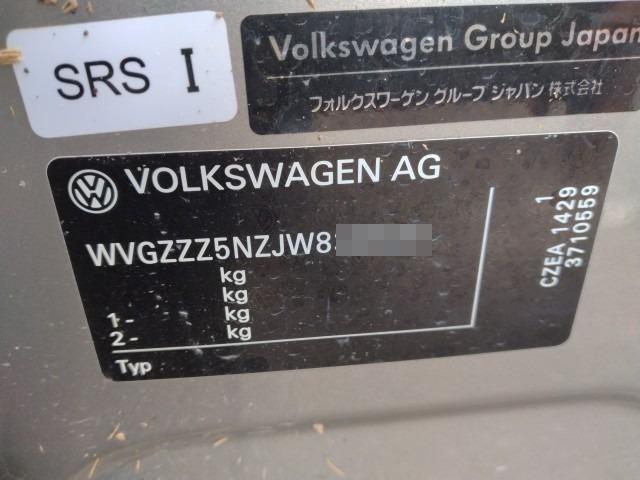 SRS I
Volkswagen Group Japan
フォルクスワーゲン グループ ジャパン 株式会社
VOLKSWAGEN AG
WVGZZZ5NZJW8
kg
kg
1- kg
2- kg
Typ
1
CZEA 1429
3710559